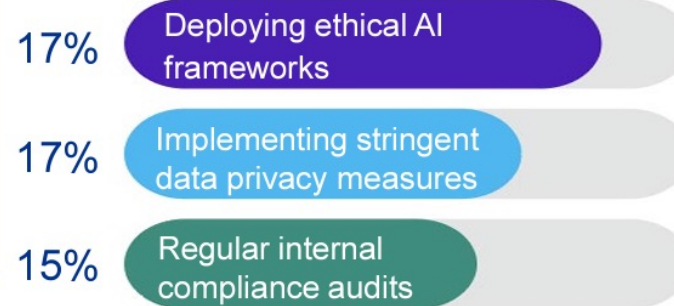 17%
Deploying ethical AI
frameworks
17%
Implementing stringent
data privacy measures
15%
Regular internal
compliance audits